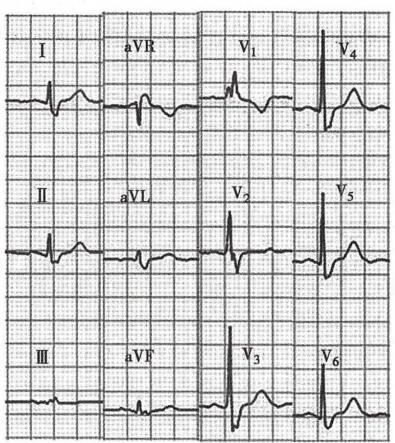 I aVR V₁ V₄
II aVL V₂ V₅
III aVF V₃ V₆